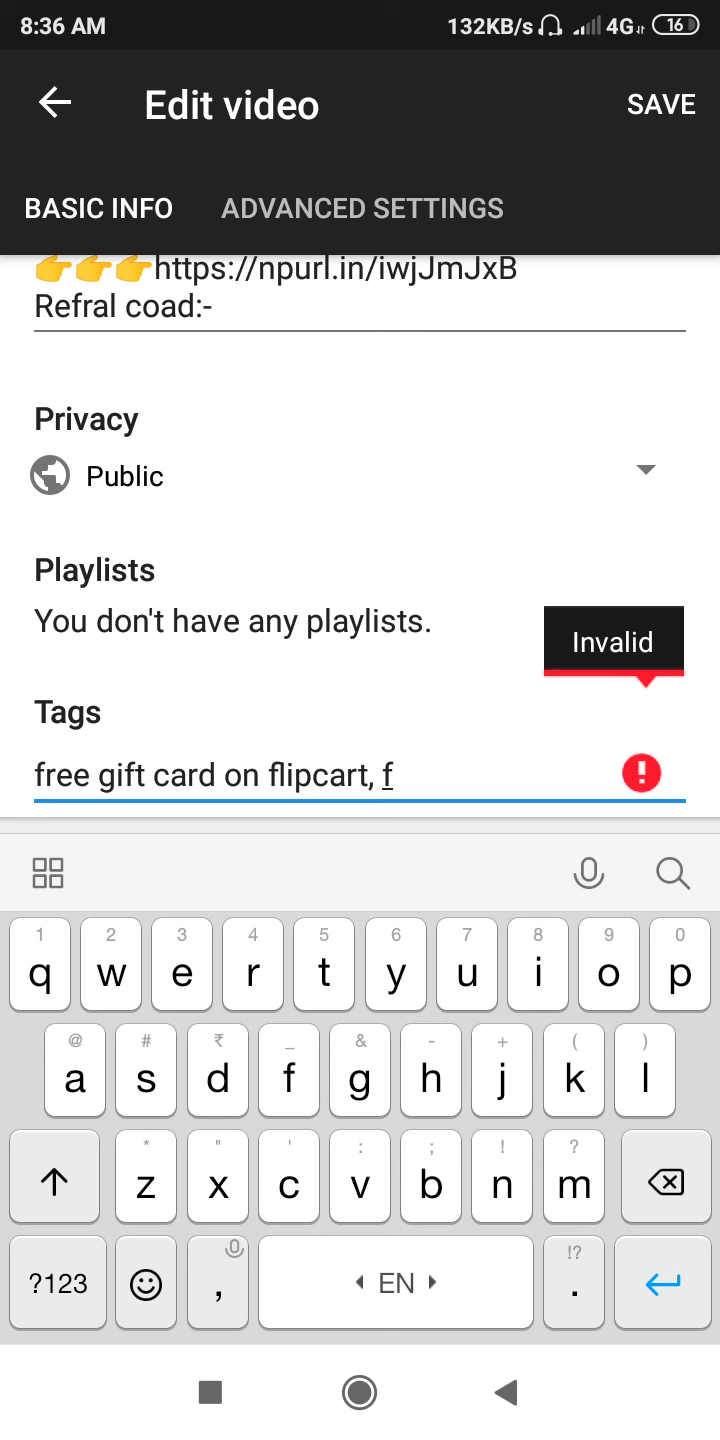 8:36 AM 132KB/s 4G 16
Edit video SAVE
BASIC INFO ADVANCED SETTINGS
👉👉👉https://npurl.in/iwjJmJxB
Refral coad:-
Privacy
Public
Playlists
You don't have any playlists.
Invalid
Tags
free gift card on flipcart, f
1 2 3 4 5 6 7 8 9 0
q w e r t y u i o p
@ # ₹ _ & - + ( )
a s d f g h j k l
* " ' : ; ! ?
z x c v b n m
!?
?123 , EN .